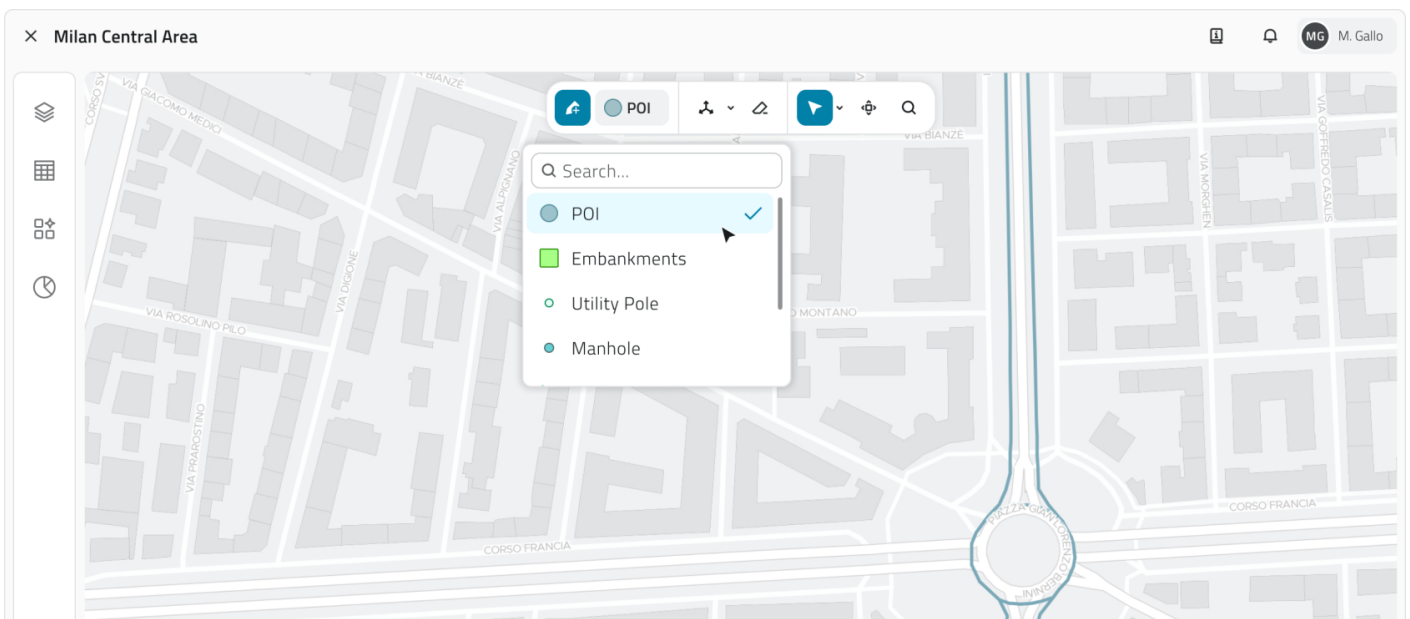 Milan Central Area
MG
M. Gallo
POI
Search...
POI
Embankments
Utility Pole
Manhole
CORSO SV
VIA GIACOMO MEDICI
BIANZÈ
VIA BIANZÈ
VIA ALPIGNANO
VIA DIGIONE
VIA ROSOLINO PILO
VIA PRAROSTINO
MONTANO
VIA MORGHEN
VIA GOFFREDO CASALIS
CORSO FRANCIA
CORSO FRANCIA
PIAZZA GIAN LORENZO BERNINI